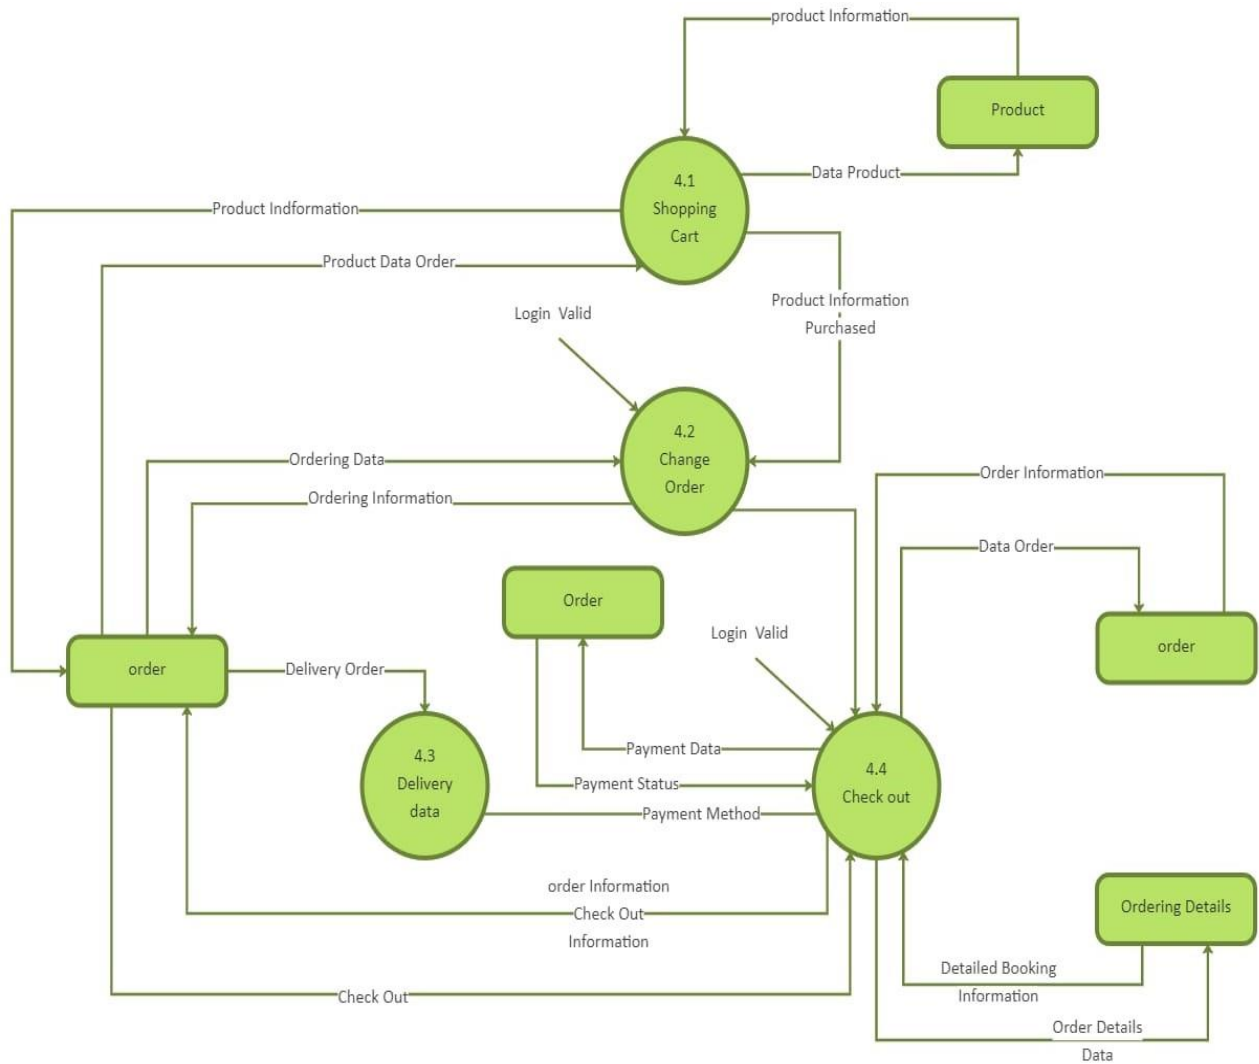 product Information
Product
4.1
Shopping
Cart
Data Product
Product Indformation
Product Data Order
Product Information
Purchased
Login Valid
4.2
Change
Order
Ordering Data
Ordering Information
Order Information
Data Order
Order
Login Valid
order
order
Delivery Order
4.3
Delivery
data
Payment Data
Payment Status
Payment Method
4.4
Check out
order Information
Check Out
Information
Ordering Details
Detailed Booking
Information
Check Out
Order Details
Data